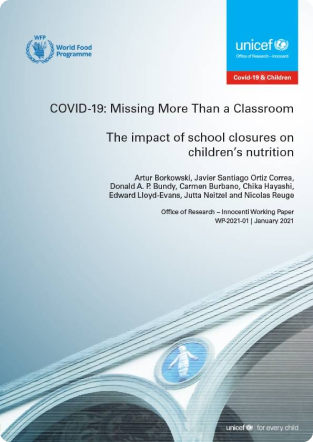 WFP
World Food
Programme
unicef
Office of Research – Innocenti
Covid-19 & Children
COVID-19: Missing More Than a Classroom
The impact of school closures on
children's nutrition
Artur Borkowski, Javier Santiago Ortiz Correa,
Donald A. P. Bundy, Carmen Burbano, Chika Hayashi,
Edward Lloyd-Evans, Jutta Neitzel and Nicolas Reuge
Office of Research – Innocenti Working Paper
WP-2021-01 | January 2021
unicef for every child